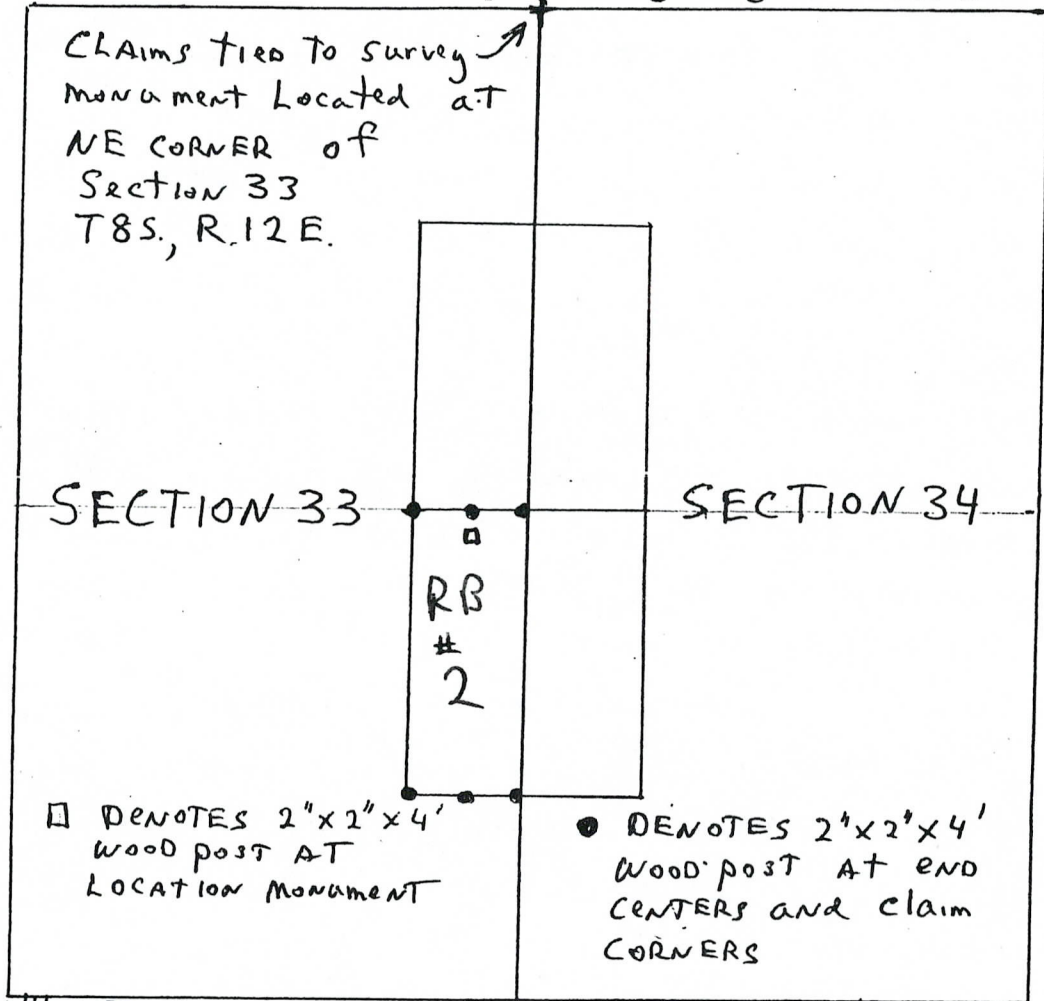 CLAims tieD To survey
monument Located aT
NE CORNER of
Section 33
T8S., R.12E.
SECTION 33
SECTION 34
RB
#
2
□ DeNOTES 2"x2"x4'
WOOD post AT
LOCATION MONUMENT
● DENOTES 2"x2"x4'
WOOD post At eND
CENTERS and claim
CORNERS